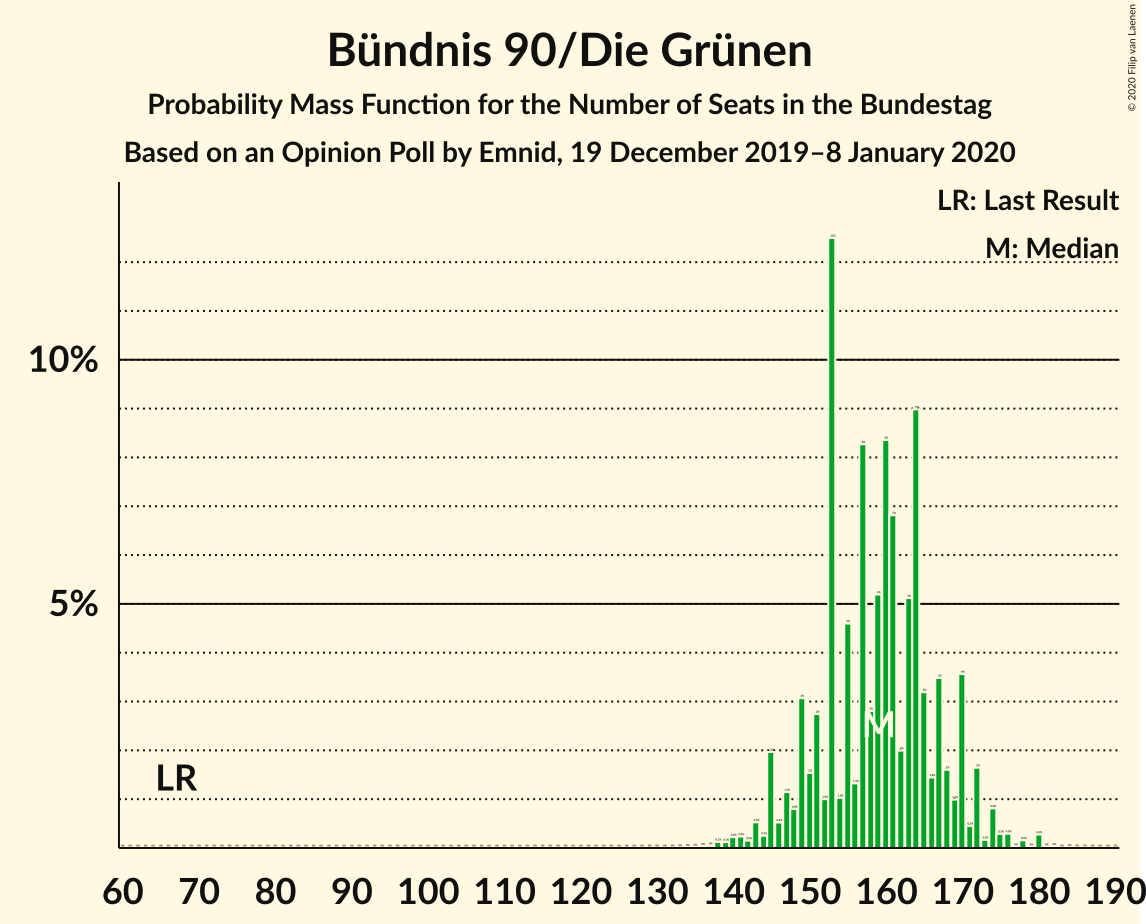 Bündnis 90/Die Grünen
Probability Mass Function for the Number of Seats in the Bundestag
Based on an Opinion Poll by Emnid, 19 December 2019–8 January 2020
© 2020 Filip van Laenen
LR: Last Result
M: Median
10%
5%
LR
M
60 70 80 90 100 110 120 130 140 150 160 170 180 190